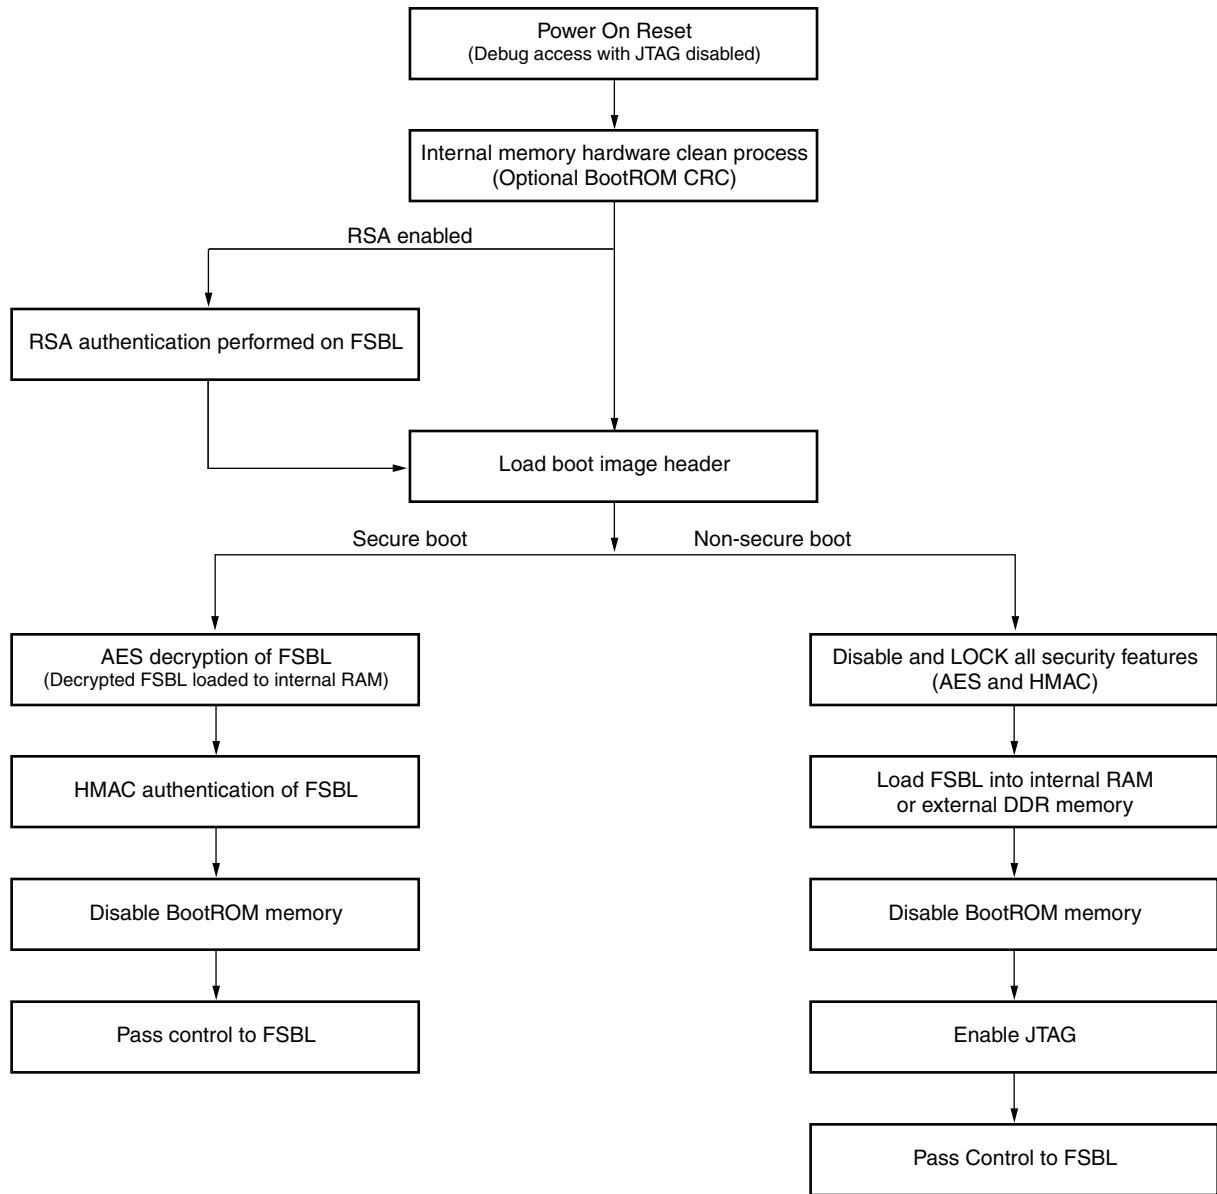 Power On Reset
(Debug access with JTAG disabled)
Internal memory hardware clean process
(Optional BootROM CRC)
RSA enabled
RSA authentication performed on FSBL
Load boot image header
Secure boot
Non-secure boot
AES decryption of FSBL
(Decrypted FSBL loaded to internal RAM)
HMAC authentication of FSBL
Disable BootROM memory
Pass control to FSBL
Disable and LOCK all security features
(AES and HMAC)
Load FSBL into internal RAM
or external DDR memory
Disable BootROM memory
Enable JTAG
Pass Control to FSBL